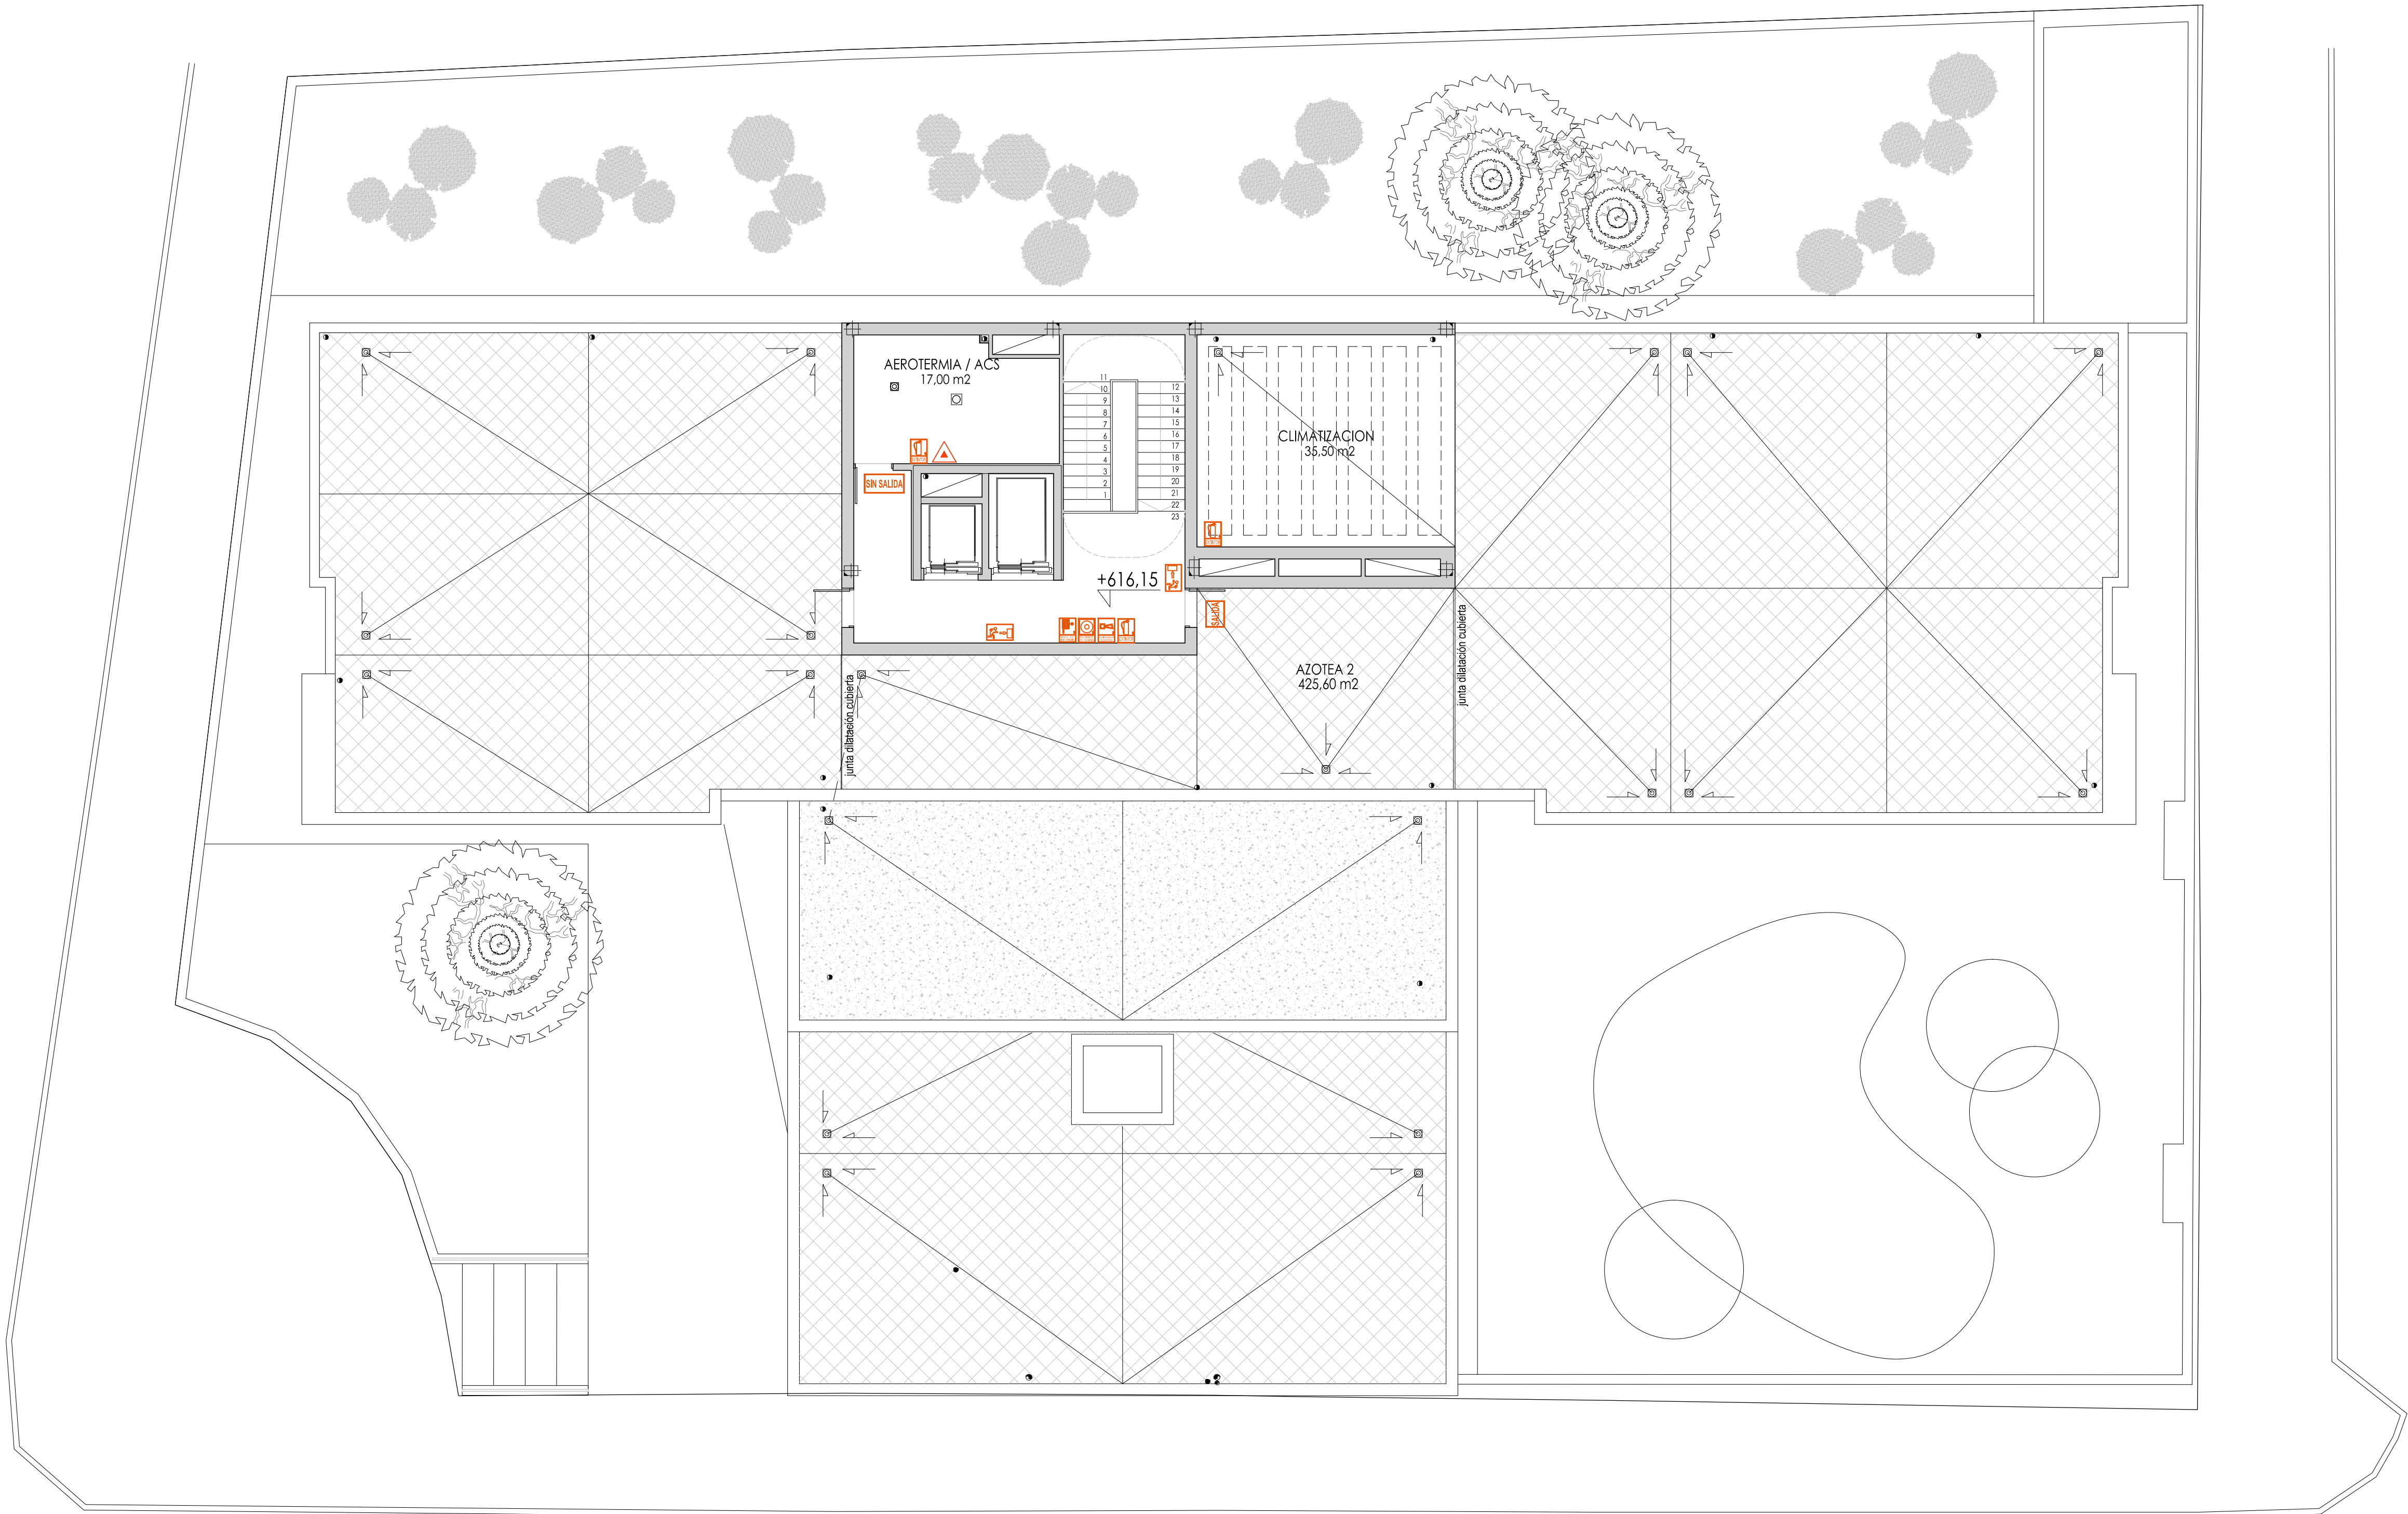 AEROTERMIA / ACS
17,00 m2
11
10
9
8
7
6
5
4
3
2
1
12
13
14
15
16
17
18
19
20
21
22
23
CLIMATIZACION
35,50 m2
SIN SALIDA
+616,15
SALIDA
AZOTEA 2
425,60 m2
junta dilatación cubierta
junta dilatación cubierta